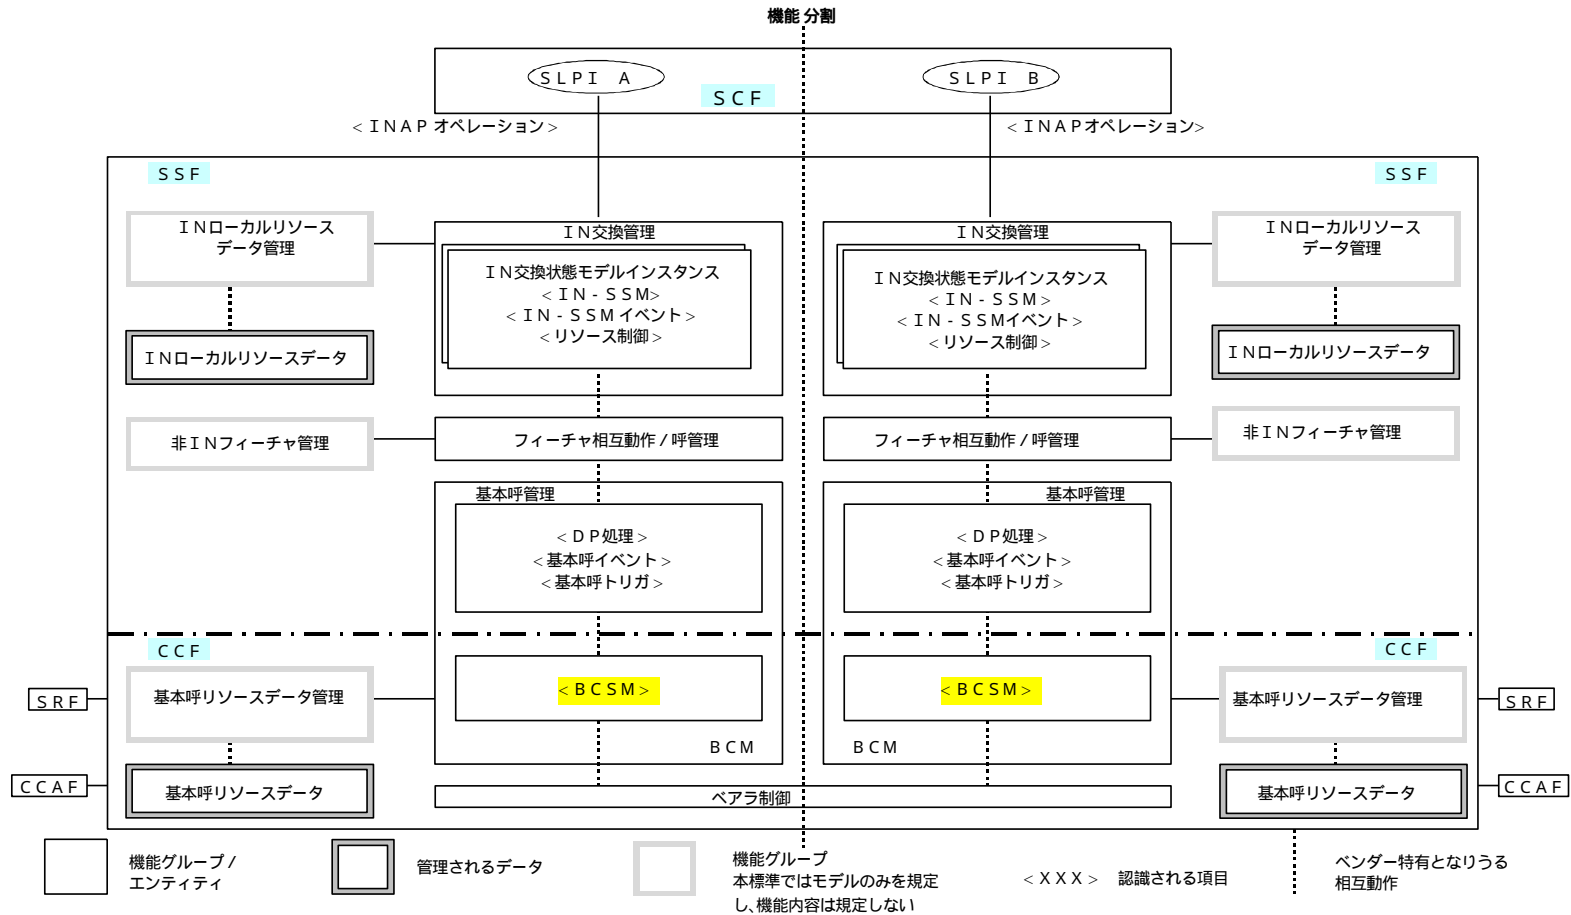 機能 分割
ＳＬＰＩ　Ａ
ＳＬＰＩ　Ｂ
ＳＣＦ
＜ＩＮＡＰ オペレーション＞
＜ＩＮＡＰオペレーション＞
ＳＳＦ
ＳＳＦ
ＩＮローカルリソース
データ管理
ＩＮ交換管理
ＩＮ交換状態モデルインスタンス
＜ＩＮ‐ＳＳＭ＞
＜ＩＮ‐ＳＳＭ イベント＞
＜リソース制御＞
ＩＮ交換管理
ＩＮ交換状態モデルインスタンス
＜ＩＮ‐ＳＳＭ＞
＜ＩＮ‐ＳＳＭイベント＞
＜リソース制御＞
ＩＮローカルリソース
データ管理
ＩＮローカルリソースデータ
ＩＮローカルリソースデータ
非ＩＮフィーチャ管理
フィーチャ相互動作／呼管理
フィーチャ相互動作／呼管理
非ＩＮフィーチャ管理
基本呼管理
＜ＤＰ処理＞
＜基本呼イベント＞
＜基本呼トリガ＞
基本呼管理
＜ＤＰ処理＞
＜基本呼イベント＞
＜基本呼トリガ＞
ＣＣＦ
ＣＣＦ
ＳＲＦ
基本呼リソースデータ管理
＜ＢＣＳＭ＞
＜ＢＣＳＭ＞
基本呼リソースデータ管理
ＳＲＦ
ＢＣＭ
ＢＣＭ
ＣＣＡＦ
基本呼リソースデータ
ベアラ制御
基本呼リソースデータ
ＣＣＡＦ
機能グループ／
エンティティ
管理されるデータ
機能グループ
本標準ではモデルのみを規定
し、機能内容は規定しない
＜ＸＸＸ＞　認識される項目
ベンダー特有となりうる
相互動作